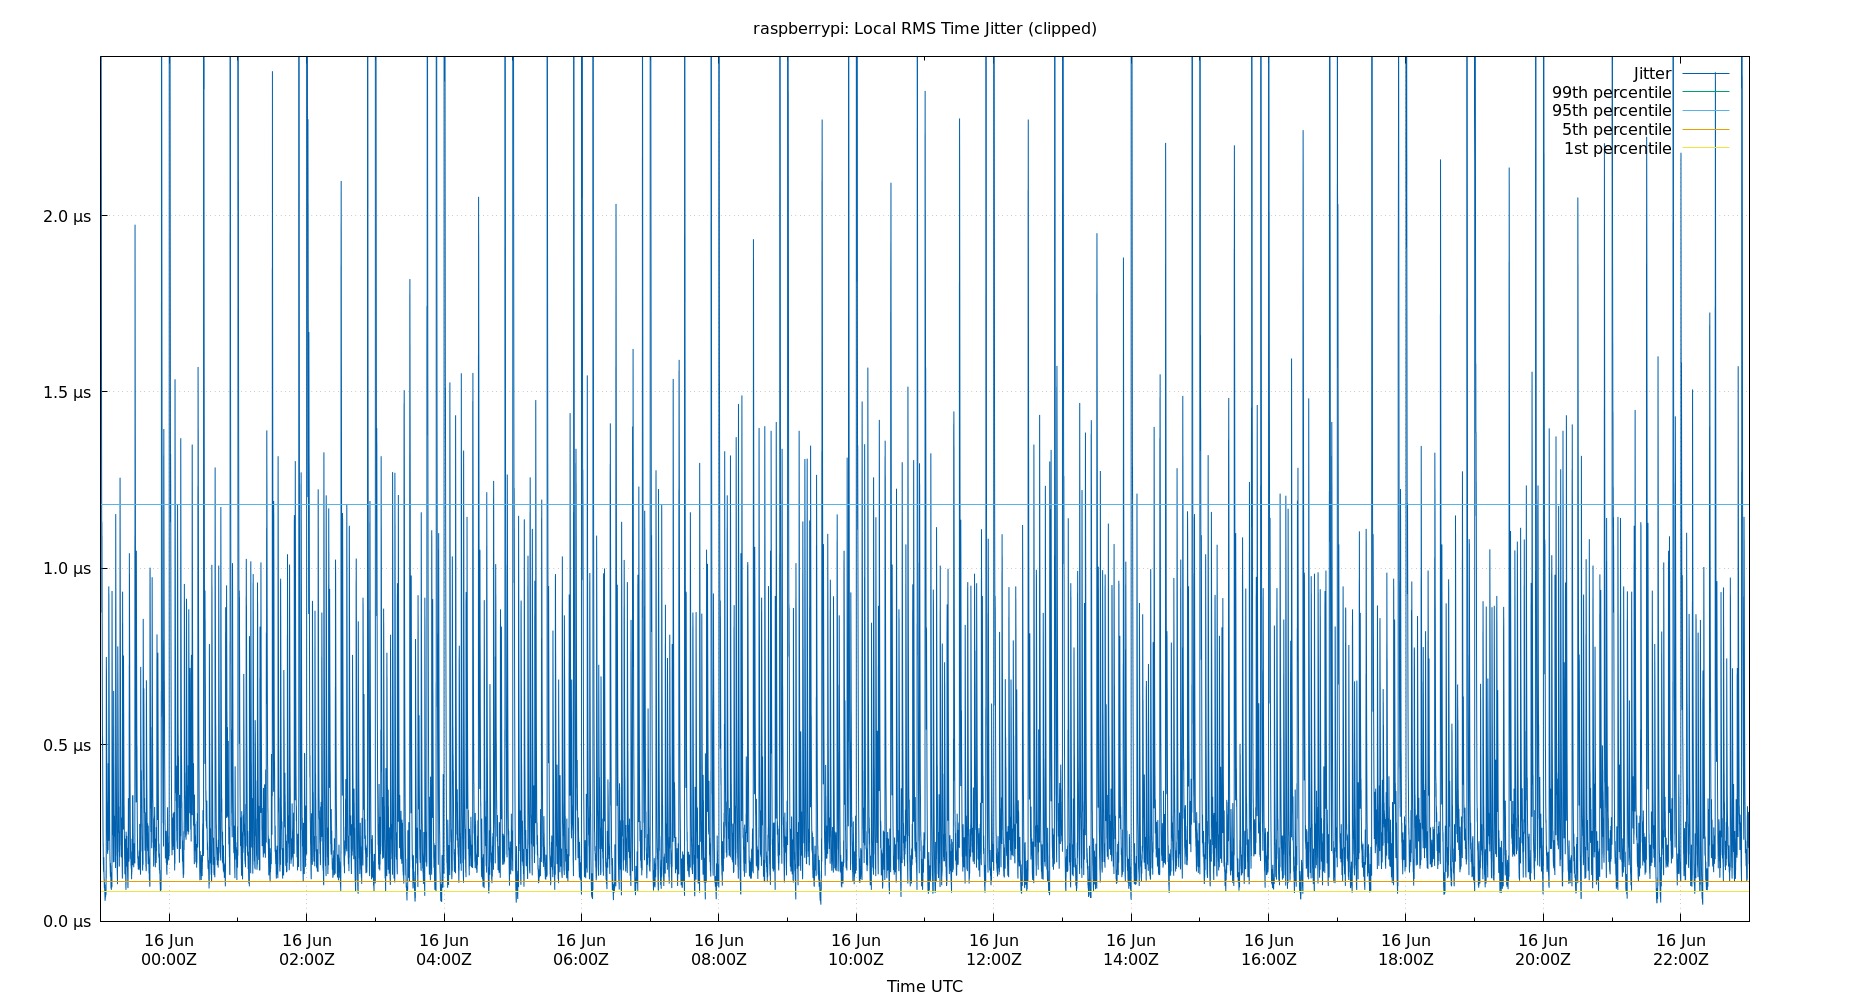 raspberrypi: Local RMS Time Jitter (clipped)
Jitter
99th percentile
95th percentile
5th percentile
1st percentile
2.0 µs
1.5 µs
1.0 µs
0.5 µs
0.0 µs
16 Jun 16 Jun 16 Jun 16 Jun 16 Jun 16 Jun 16 Jun 16 Jun 16 Jun 16 Jun 16 Jun 16 Jun
00:00Z 02:00Z 04:00Z 06:00Z 08:00Z 10:00Z 12:00Z 14:00Z 16:00Z 18:00Z 20:00Z 22:00Z
Time UTC